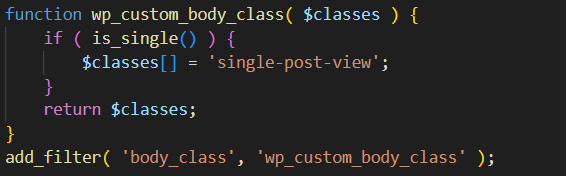 function wp_custom_body_class( $classes ) {
    if ( is_single() ) {
        $classes[] = 'single-post-view';
    }
    return $classes;
}
add_filter( 'body_class', 'wp_custom_body_class' );